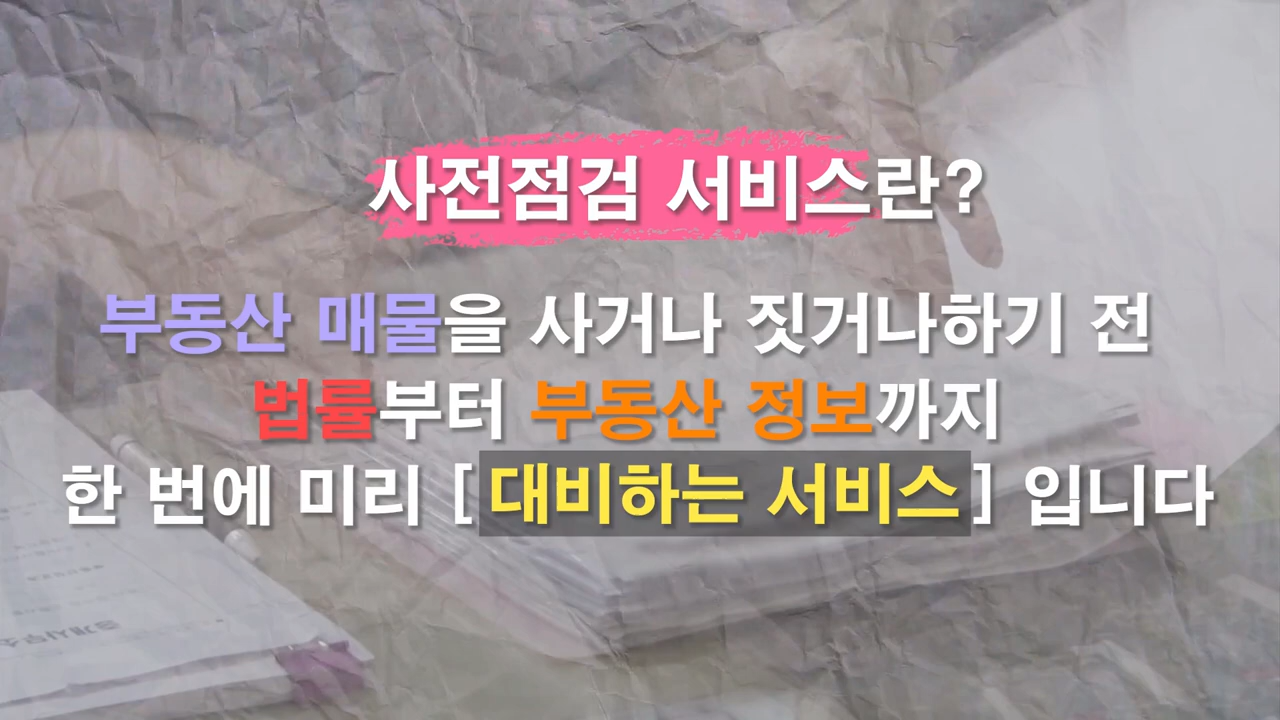 사전점검 서비스란?
부동산 매물을 사거나 짓거나하기 전
법률부터 부동산 정보까지
한 번에 미리 [대비하는 서비스] 입니다